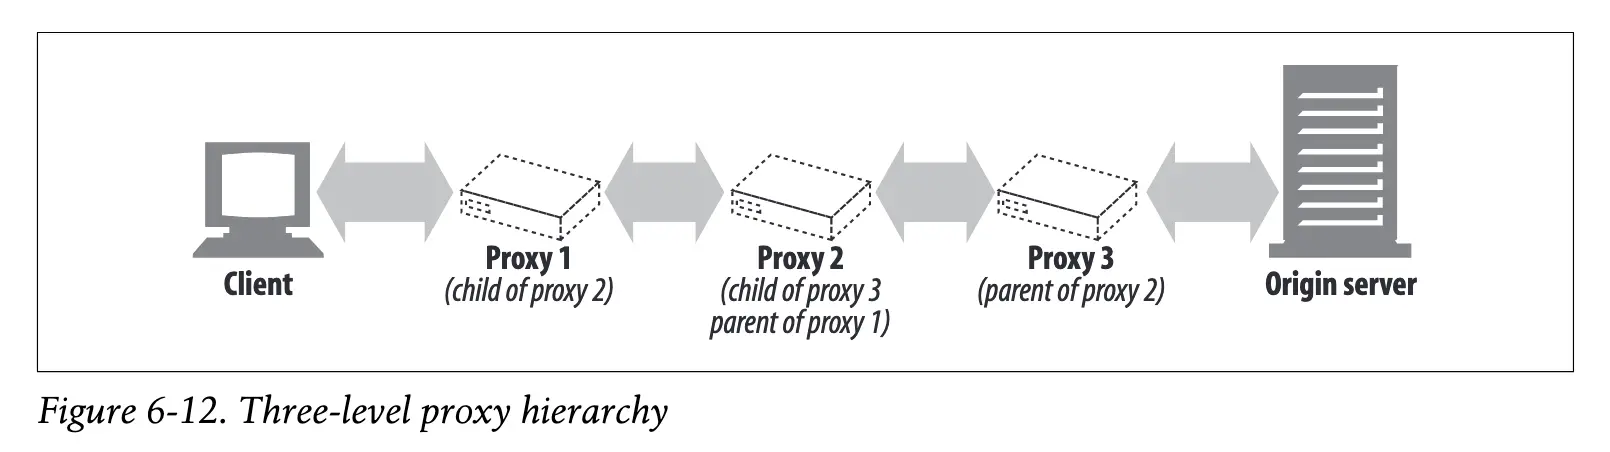 Client
Proxy 1
(child of proxy 2)
Proxy 2
(child of proxy 3
parent of proxy 1)
Proxy 3
(parent of proxy 2)
Origin server
Figure 6-12. Three-level proxy hierarchy